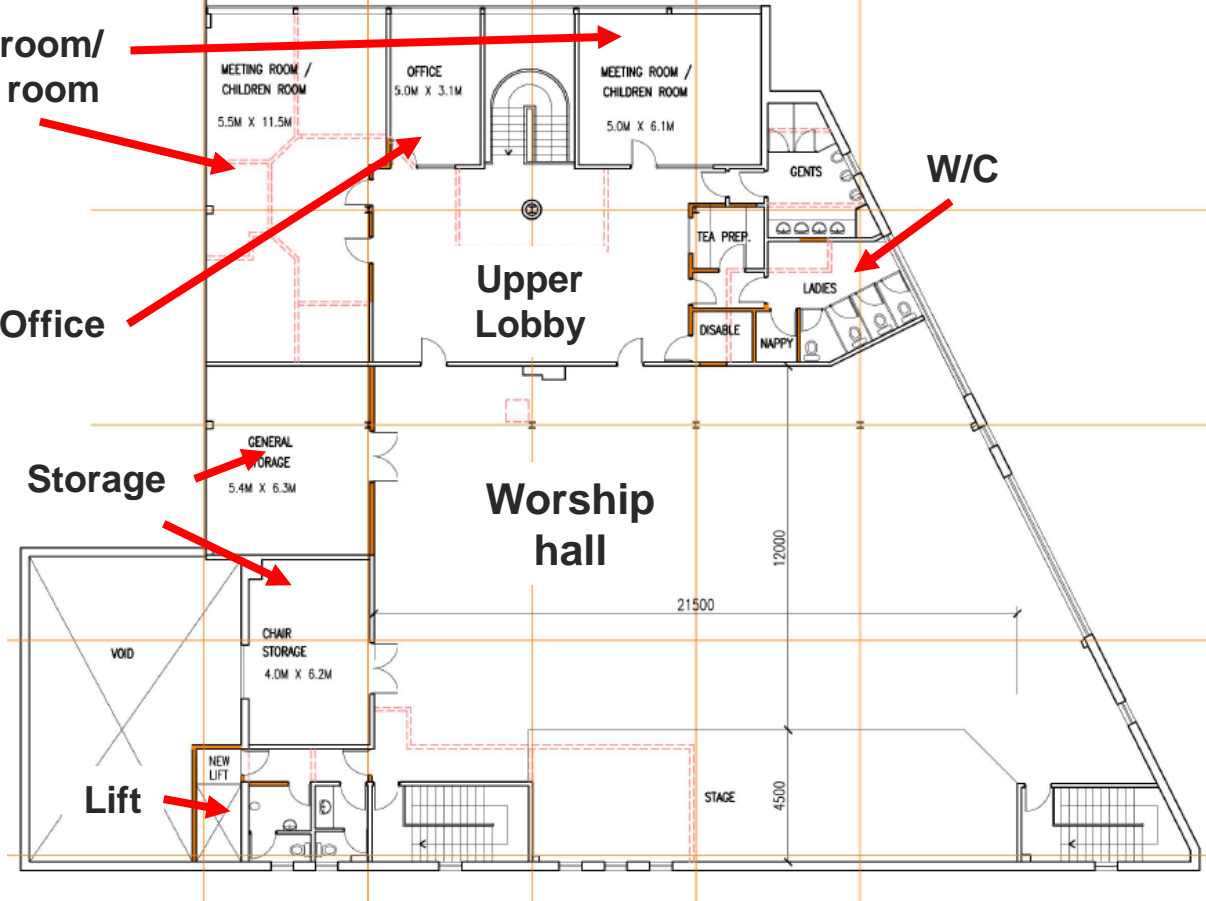 room/
room
MEETING ROOM /
CHILDREN ROOM
5.5M X 11.5M
OFFICE
5.0M X 3.1M
MEETING ROOM /
CHILDREN ROOM
5.0M X 6.1M
GENTS
W/C
TEA PREP.
LADIES
Office
Upper
Lobby
DISABLE
NAPPY
GENERAL
TORAGE
5.4M X 6.3M
Storage
Worship
hall
12000
21500
CHAIR
STORAGE
4.0M X 6.2M
VOID
NEW
LIFT
Lift
STAGE
4500